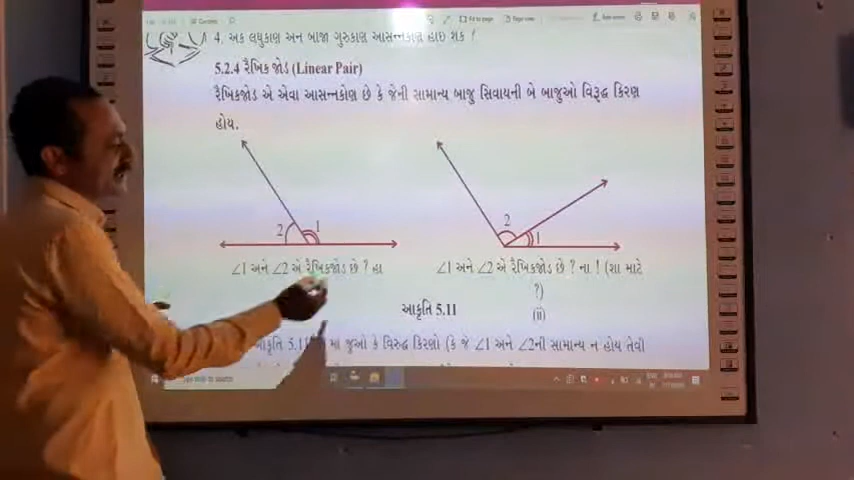 4. એક લઘુકોણ અને બીજા ગુરુકોણ આસન્નકોણ હોઈ શકે ?
5.2.4 રૈખિક જોડ (Linear Pair)
રૈખિકજોડ એ એવા આસન્નકોણ છે કે જેની સામાન્ય બાજુ સિવાયની બે બાજુઓ વિરૂદ્ધ કિરણ
હોય.
2 1
2
1
∠1 અને ∠2 એ રૈખિકજોડ છે ? હા
∠1 અને ∠2 એ રૈખિકજોડ છે ? ના ! (શા માટે
?)
આકૃતિ 5.11
(ii)
આકૃતિ 5.11 માં જુઓ કે વિરુદ્ધ કિરણો (કે જે ∠1 અને ∠2ની સામાન્ય ન હોય તેવી